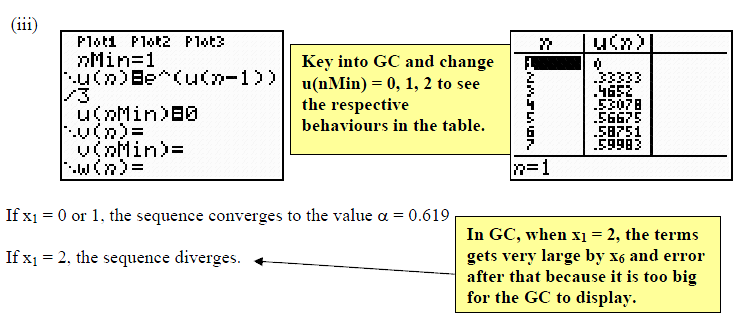 (iii)
Plot1 Plot2 Plot3
nMin=1
u(n)=e^(u(n-1))
/3
u(nMin)=0
v(n)=
v(nMin)=
w(n)=
Key into GC and change
u(nMin) = 0, 1, 2 to see
the respective
behaviours in the table.
n u(n)
1 0
2 .33333
3 .4652
4 .53078
5 .56675
6 .58751
7 .59983
n=1
If x₁ = 0 or 1, the sequence converges to the value α = 0.619
If x₁ = 2, the sequence diverges.
In GC, when x₁ = 2, the terms
gets very large by x₆ and error
after that because it is too big
for the GC to display.